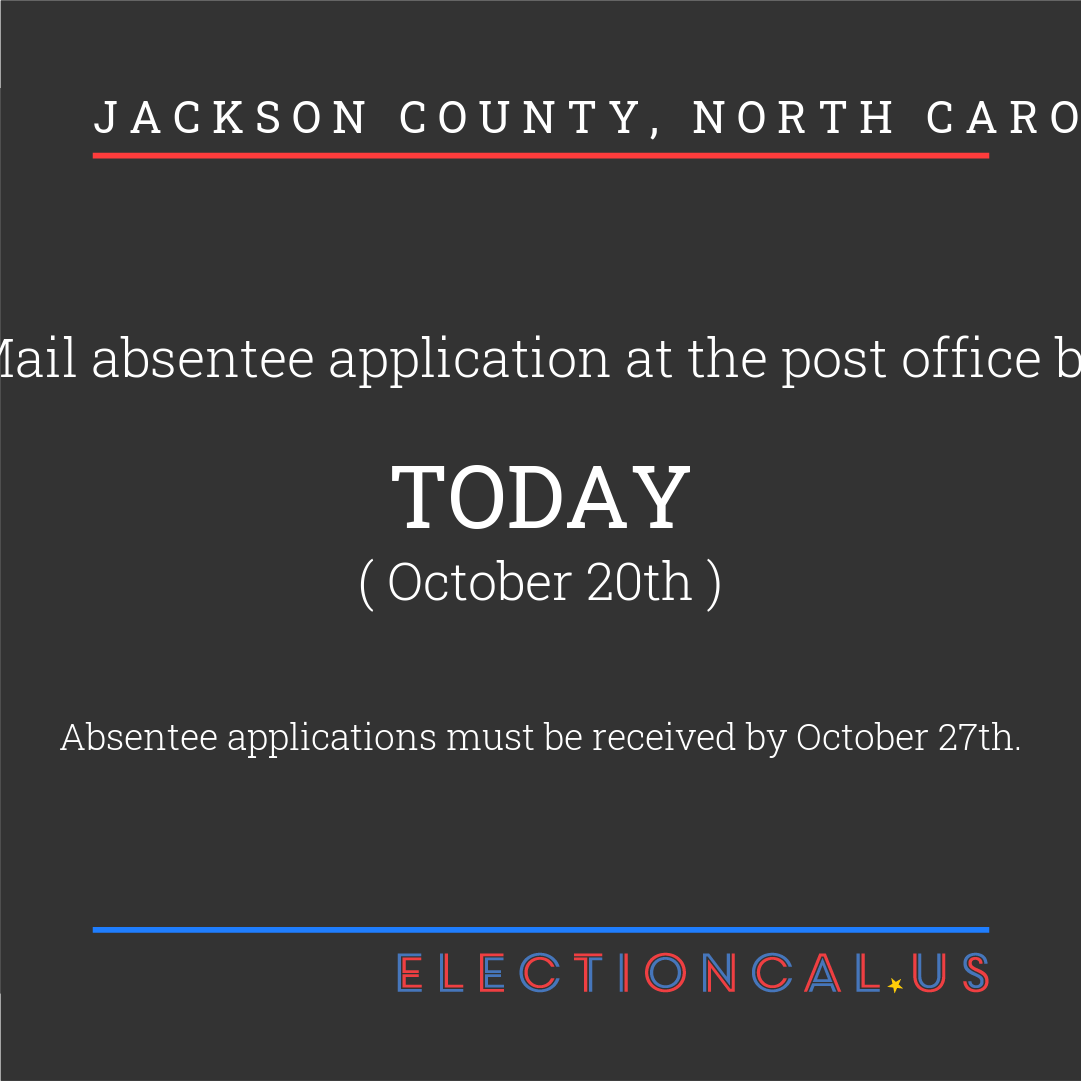 JACKSON COUNTY, NORTH CARO
Mail absentee application at the post office b
TODAY
( October 20th )
Absentee applications must be received by October 27th.
ELECTIONCAL.US